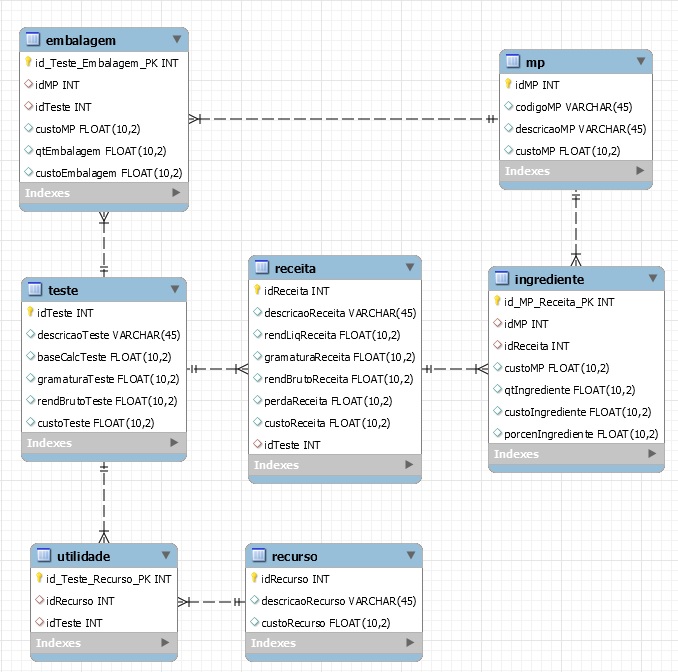 embalagem
id_Teste_Embalagem_PK INT
idMP INT
idTeste INT
custoMP FLOAT(10,2)
qtEmbalagem FLOAT(10,2)
custoEmbalagem FLOAT(10,2)
Indexes
mp
idMP INT
codigoMP VARCHAR(45)
descricaoMP VARCHAR(45)
custoMP FLOAT(10,2)
Indexes
teste
idTeste INT
descricaoTeste VARCHAR(45)
baseCalcTeste FLOAT(10,2)
gramaturaTeste FLOAT(10,2)
rendBrutoTeste FLOAT(10,2)
custoTeste FLOAT(10,2)
Indexes
receita
idReceita INT
descricaoReceita VARCHAR(45)
rendLiqReceita FLOAT(10,2)
gramaturaReceita FLOAT(10,2)
rendBrutoReceita FLOAT(10,2)
perdaReceita FLOAT(10,2)
custoReceita FLOAT(10,2)
idTeste INT
Indexes
ingrediente
id_MP_Receita_PK INT
idMP INT
idReceita INT
custoMP FLOAT(10,2)
qtIngrediente FLOAT(10,2)
custoIngrediente FLOAT(10,2)
porcenIngrediente FLOAT(10,2)
Indexes
utilidade
id_Teste_Recurso_PK INT
idRecurso INT
idTeste INT
Indexes
recurso
idRecurso INT
descricaoRecurso VARCHAR(45)
custoRecurso FLOAT(10,2)
Indexes